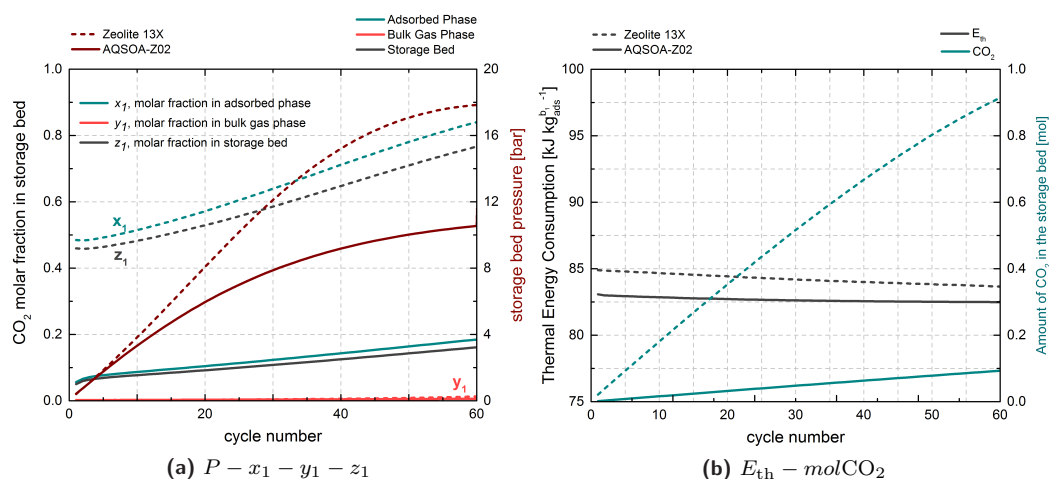 Zeolite 13X
AQSOA-Z02
Adsorbed Phase
Bulk Gas Phase
Storage Bed
x1, molar fraction in adsorbed phase
y1, molar fraction in bulk gas phase
z1, molar fraction in storage bed
x1
z1
y1
CO2 molar fraction in storage bed
1.0
0.8
0.6
0.4
0.2
0.0
storage bed pressure [bar]
20
16
12
8
4
0
0 20 40 60
cycle number
(a) P − x1 − y1 − z1
Zeolite 13X
AQSOA-Z02
Eth
CO2
Thermal Energy Consumption [kJ kg_ads^b1 -1]
100
95
90
85
80
75
Amount of CO2 in the storage bed [mol]
1.0
0.8
0.6
0.4
0.2
0.0
0 10 20 30 40 50 60
cycle number
(b) Eth − molCO2